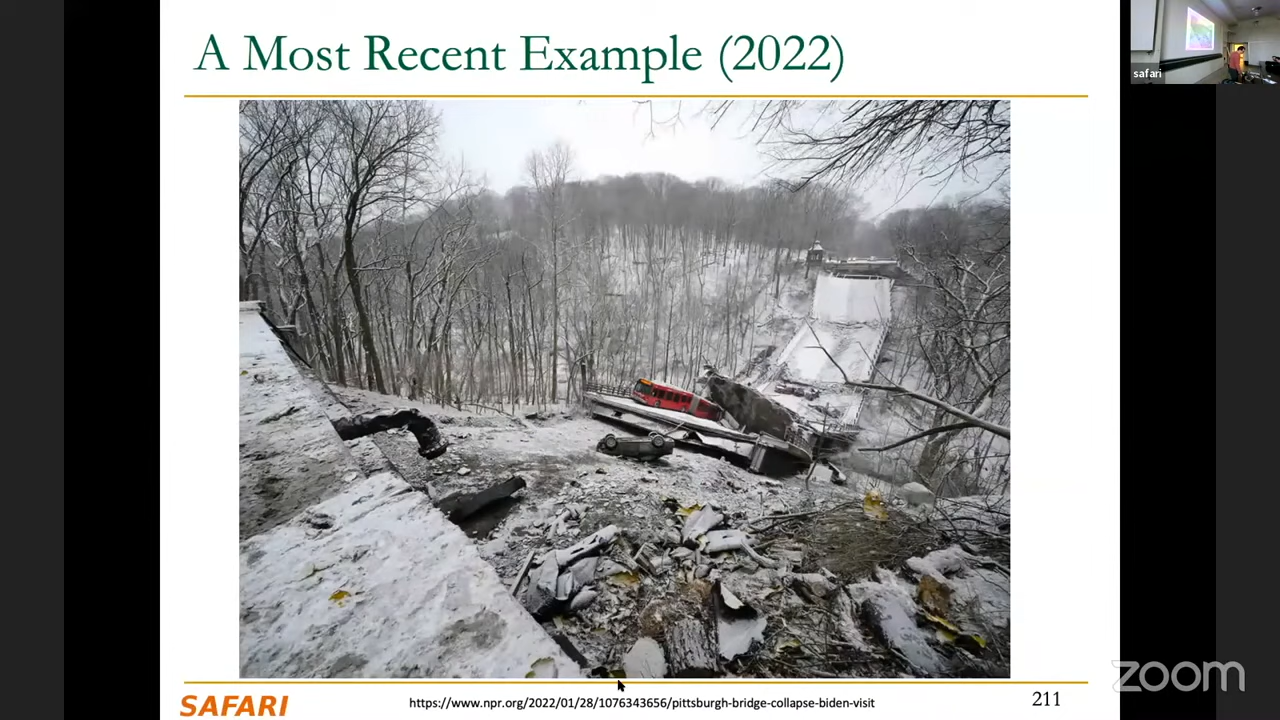 A Most Recent Example (2022)
safari
SAFARI
https://www.npr.org/2022/01/28/1076343656/pittsburgh-bridge-collapse-biden-visit
211
zoom